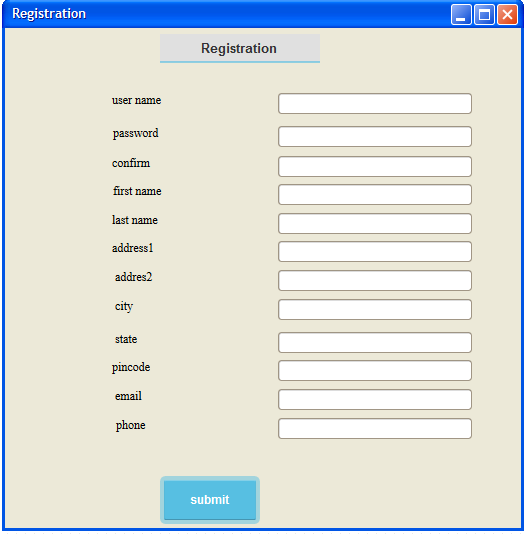 Registration
Registration
user name
password
confirm
first name
last name
address1
addres2
city
state
pincode
email
phone
submit